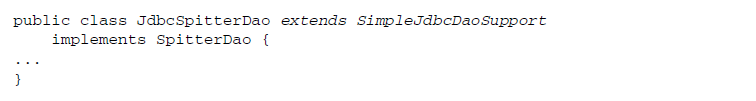 public class JdbcSpitterDao extends SimpleJdbcDaoSupport
    implements SpitterDao {
...
}